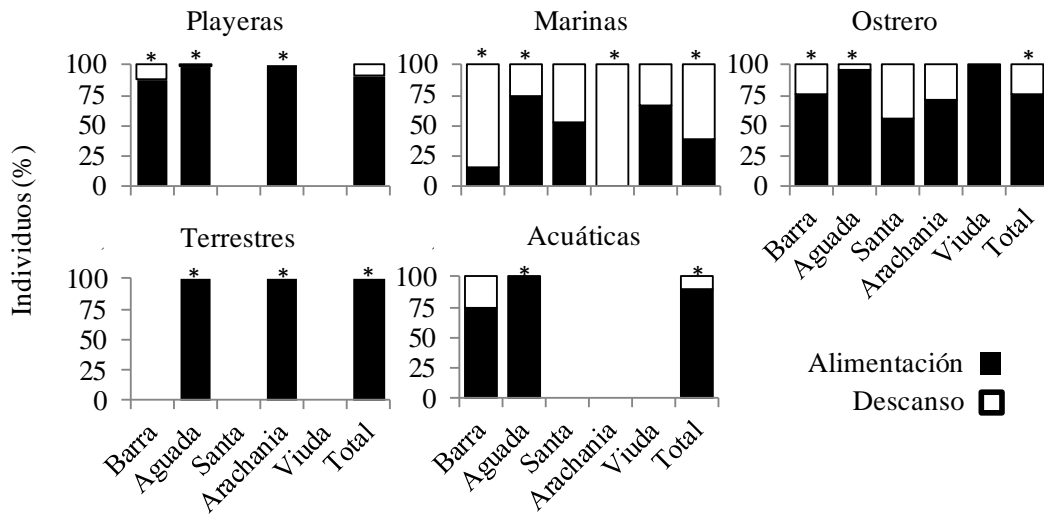 Playeras
Marinas
Ostrero
* * *
* * * *
* * *
100
75
50
25
0
100
75
50
25
0
100
75
50
25
0
Barra
Aguada
Santa
Arachania
Viuda
Total
Individuos (%)
Terrestres
Acuáticas
* * *
* *
100
75
50
25
0
100
75
50
25
0
Barra
Aguada
Santa
Arachania
Viuda
Total
Barra
Aguada
Santa
Arachania
Viuda
Total
Alimentación
Descanso